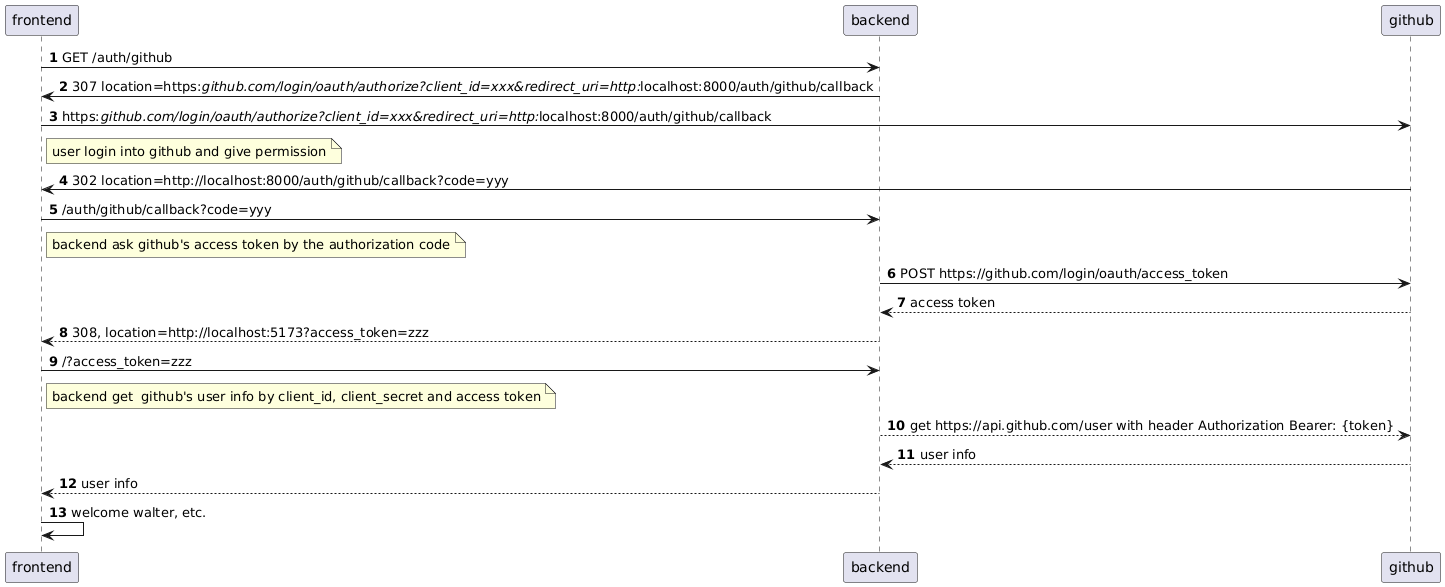 frontend backend github
1 GET /auth/github
2 307 location=https:github.com/login/oauth/authorize?client_id=xxx&redirect_uri=http:localhost:8000/auth/github/callback
3 https:github.com/login/oauth/authorize?client_id=xxx&redirect_uri=http:localhost:8000/auth/github/callback
user login into github and give permission
4 302 location=http://localhost:8000/auth/github/callback?code=yyy
5 /auth/github/callback?code=yyy
backend ask github's access token by the authorization code
6 POST https://github.com/login/oauth/access_token
7 access token
8 308, location=http://localhost:5173?access_token=zzz
9 /?access_token=zzz
backend get  github's user info by client_id, client_secret and access token
10 get https://api.github.com/user with header Authorization Bearer: {token}
11 user info
12 user info
13 welcome walter, etc.
frontend backend github